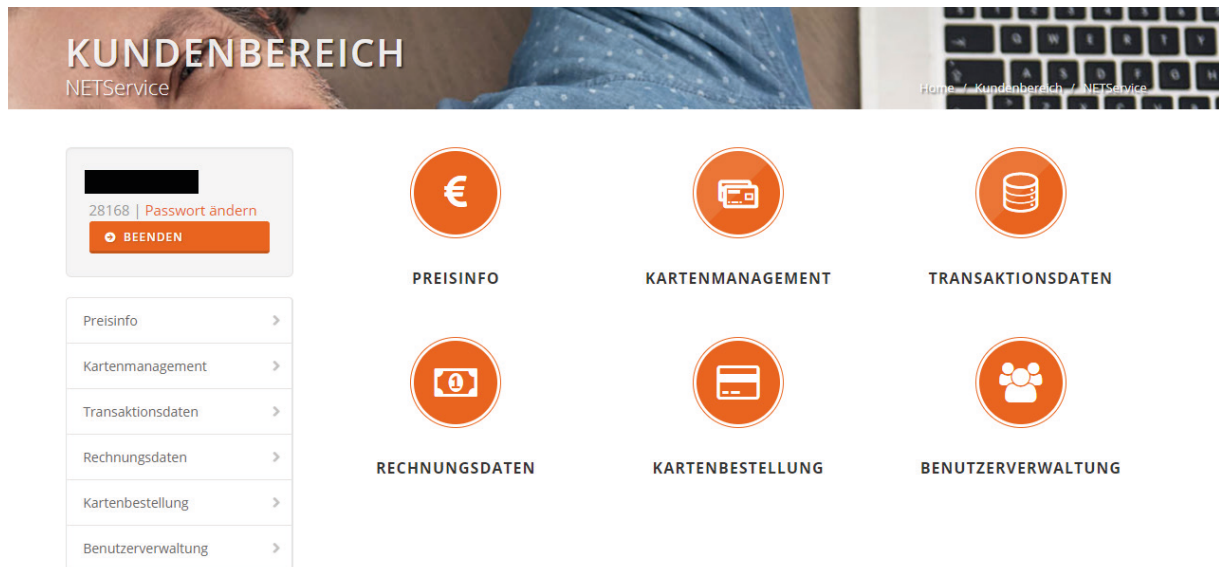 KUNDENBEREICH
NETService
Home / Kundenbereich / NETService
28168 | Passwort ändern
BEENDEN
Preisinfo
Kartenmanagement
Transaktionsdaten
Rechnungsdaten
Kartenbestellung
Benutzerverwaltung
€
PREISINFO
KARTENMANAGEMENT
TRANSAKTIONSDATEN
1
RECHNUNGSDATEN
KARTENBESTELLUNG
BENUTZERVERWALTUNG